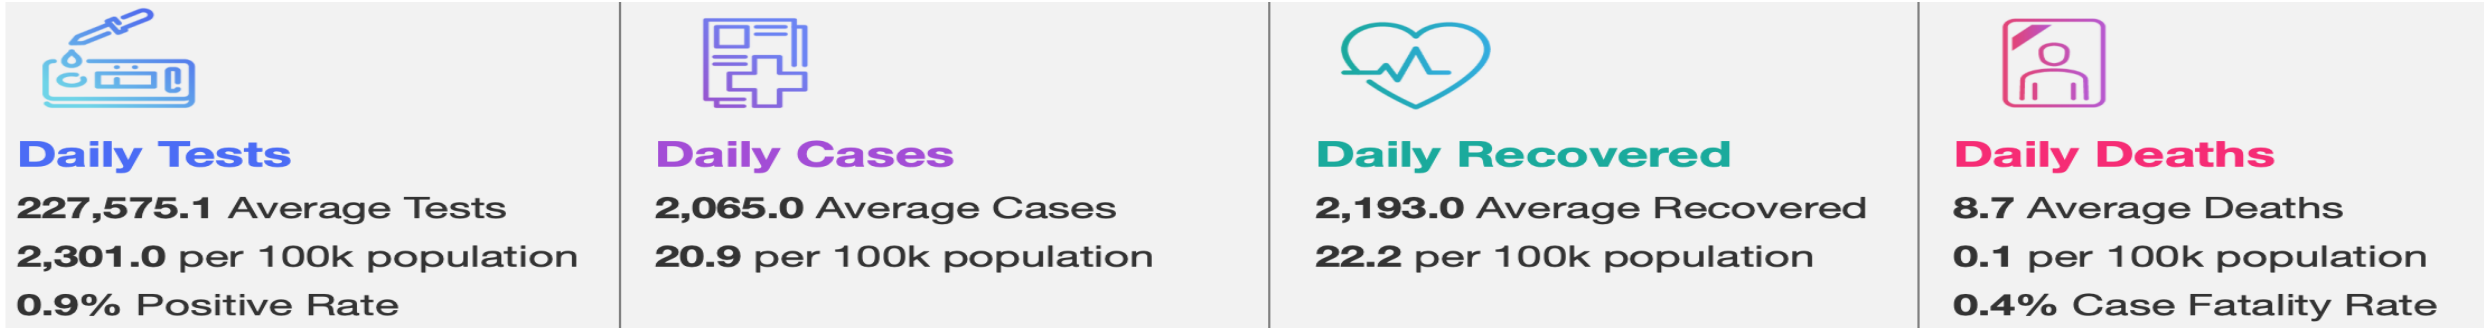 Daily Tests
227,575.1 Average Tests
2,301.0 per 100k population
0.9% Positive Rate
Daily Cases
2,065.0 Average Cases
20.9 per 100k population
Daily Recovered
2,193.0 Average Recovered
22.2 per 100k population
Daily Deaths
8.7 Average Deaths
0.1 per 100k population
0.4% Case Fatality Rate